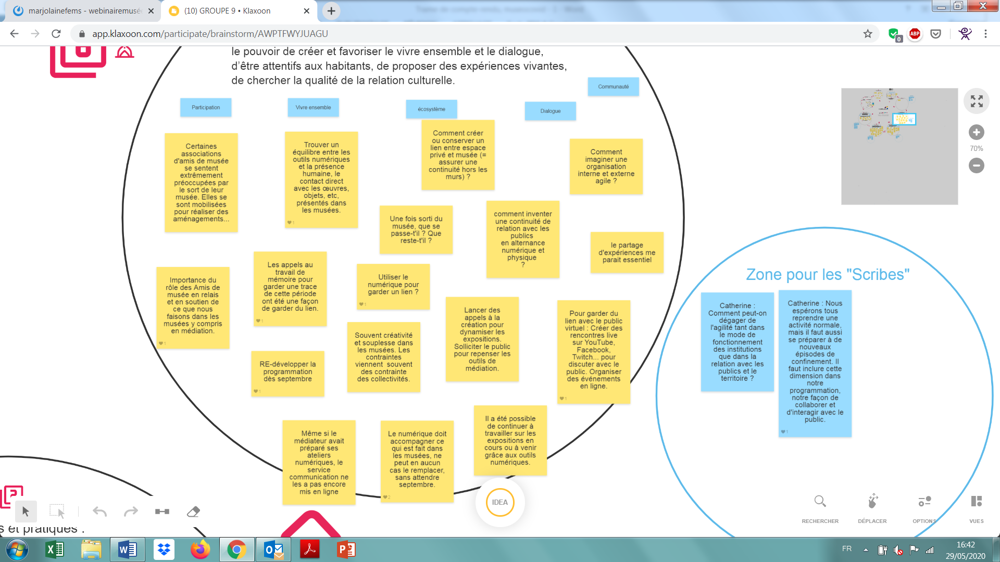 marjolainefems - webinairemusé
(10) GROUPE 9 • Klaxoon
app.klaxoon.com/participate/brainstorm/AWPTFWYJUAGU
0
ABP
le pouvoir de créer et favoriser le vivre ensemble et le dialogue,
d'être attentifs aux habitants, de proposer des expériences vivantes,
de chercher la qualité de la relation culturelle.
Participation
Vivre ensemble
écosystème
Dialogue
Communauté
Certaines
associations
d'amis de musée
se sentent
extrêmement
préoccupées par
le sort de leur
musée. Elles se
sont mobilisées
pour réaliser des
aménagements...
Trouver un
équilibre entre les
outils numériques
et la présence
humaine, le
contact direct
avec les œuvres,
objets, etc,
présentés dans
les musées.
1
Comment créer
ou conserver un
lien entre espace
privé et musée (=
assurer une
continuité hors les
murs) ?
Comment
imaginer une
organisation
interne et externe
agile ?
Une fois sorti du
musée, que se
passe-t'il ? Que
reste-t'il ?
comment inventer
une continuité de
relation avec les
publics
en alternance
numérique et
physique
?
le partage
d'expériences me
parait essentiel
Importance du
rôle des Amis de
musée en relais
et en soutien de
ce que nous
faisons dans les
musées y compris
en médiation.
1
Les appels au
travail de
mémoire pour
garder une trace
de cette période
ont été une façon
de garder du lien.
1
Utiliser le
numérique pour
garder un lien ?
1
Lancer des
appels à la
création pour
dynamiser les
expositions.
Solliciter le public
pour repenser les
outils de
médiation.
Pour garder du
lien avec le public
virtuel : Créer des
rencontres live
sur YouTube,
Facebook,
Twitch... pour
discuter avec le
public. Organiser
des événements
en ligne.
1
RE-développer la
programmation
dès septembre
1
Souvent créativité
et souplesse dans
les musées. Les
contraintes
viennent souvent
des contrainte
des collectivités.
Même si le
médiateur avait
préparé ses
ateliers
numériques, le
service
communication ne
les a pas encore
mis en ligne
Le numérique doit
accompagner ce
qui est fait dans
les musées, ne
peut en aucun
cas le remplacer,
sans attendre
septembre.
2
Il a été possible
de continuer à
travailler sur les
expositions en
cours ou à venir
grâce aux outils
numériques.
70%
Zone pour les "Scribes"
Catherine :
Comment peut-on
dégager de
l'agilité tant dans
le mode de
fonctionnement
des institutions
que dans la
relation avec les
publics et le
territoire ?
Catherine : Nous
espérons tous
reprendre une
activité normale,
mais il faut aussi
se préparer à de
nouveaux
épisodes de
confinement. Il
faut inclure cette
dimension dans
notre
programmation,
notre façon de
collaborer et
d'interagir avec le
public.
1
IDEA
RECHERCHER
DÉPLACER
OPTIONS
VUES
s et pratiques :
FR
16:42
29/05/2020